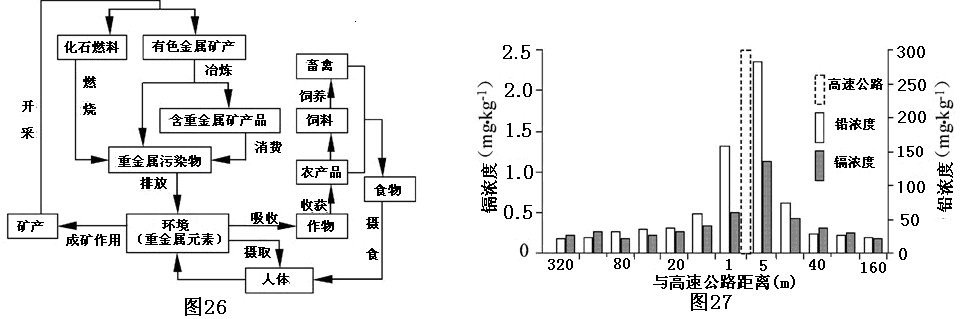 化石燃料
有色金属矿产
燃烧
冶炼
开采
含重金属矿产品
消费
重金属污染物
排放
矿产
成矿作用
环境
(重金属元素)
吸收
摄取
人体
作物
收获
农产品
饲料
饲养
畜禽
食物
摄食
图26
镉浓度(mg·kg-1)
2.5
2.0
1.5
1.0
0.5
0
320
80
20
1
5
40
160
与高速公路距离(m)
高速公路
铅浓度
镉浓度
300
250
200
150
100
50
0
铅浓度(mg·kg-1)
图27